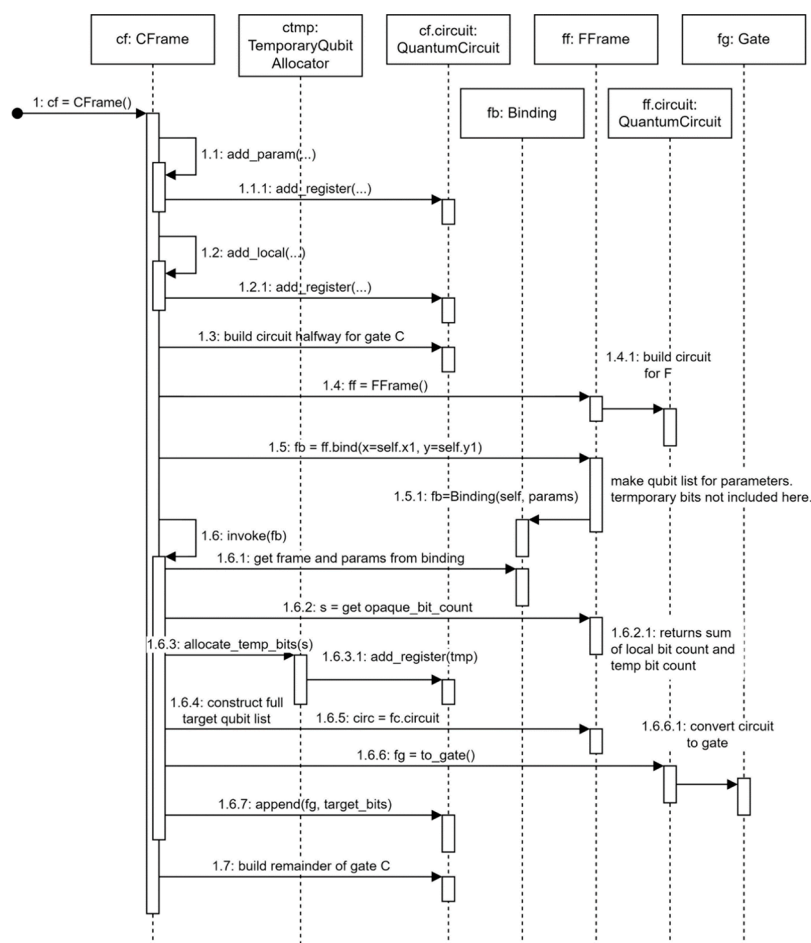 cf: CFrame
ctmp:
TemporaryQubit
Allocator
cf.circuit:
QuantumCircuit
ff: FFrame
fg: Gate
fb: Binding
ff.circuit:
QuantumCircuit
1: cf = CFrame()
1.1: add_param(...)
1.1.1: add_register(...)
1.2: add_local(...)
1.2.1: add_register(...)
1.3: build circuit halfway for gate C
1.4: ff = FFrame()
1.4.1: build circuit
for F
1.5: fb = ff.bind(x=self.x1, y=self.y1)
make qubit list for parameters.
termporary bits not included here.
1.5.1: fb=Binding(self, params)
1.6: invoke(fb)
1.6.1: get frame and params from binding
1.6.2: s = get opaque_bit_count
1.6.2.1: returns sum
of local bit count and
temp bit count
1.6.3: allocate_temp_bits(s)
1.6.3.1: add_register(tmp)
1.6.4: construct full
target qubit list
1.6.5: circ = fc.circuit
1.6.6.1: convert circuit
to gate
1.6.6: fg = to_gate()
1.6.7: append(fg, target_bits)
1.7: build remainder of gate C